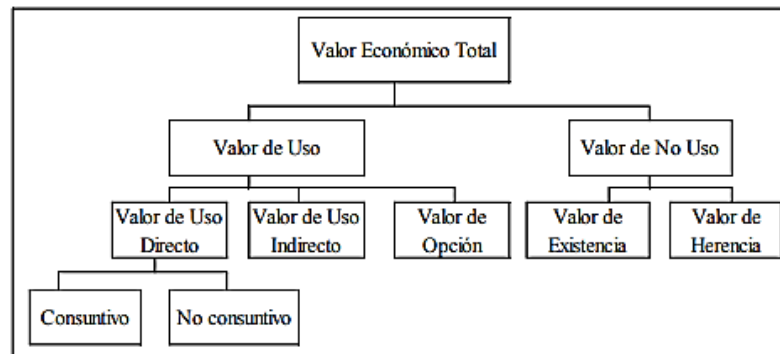 Valor Económico Total
Valor de Uso
Valor de No Uso
Valor de Uso
Directo
Valor de Uso
Indirecto
Valor de
Opción
Valor de
Existencia
Valor de
Herencia
Consuntivo
No consuntivo